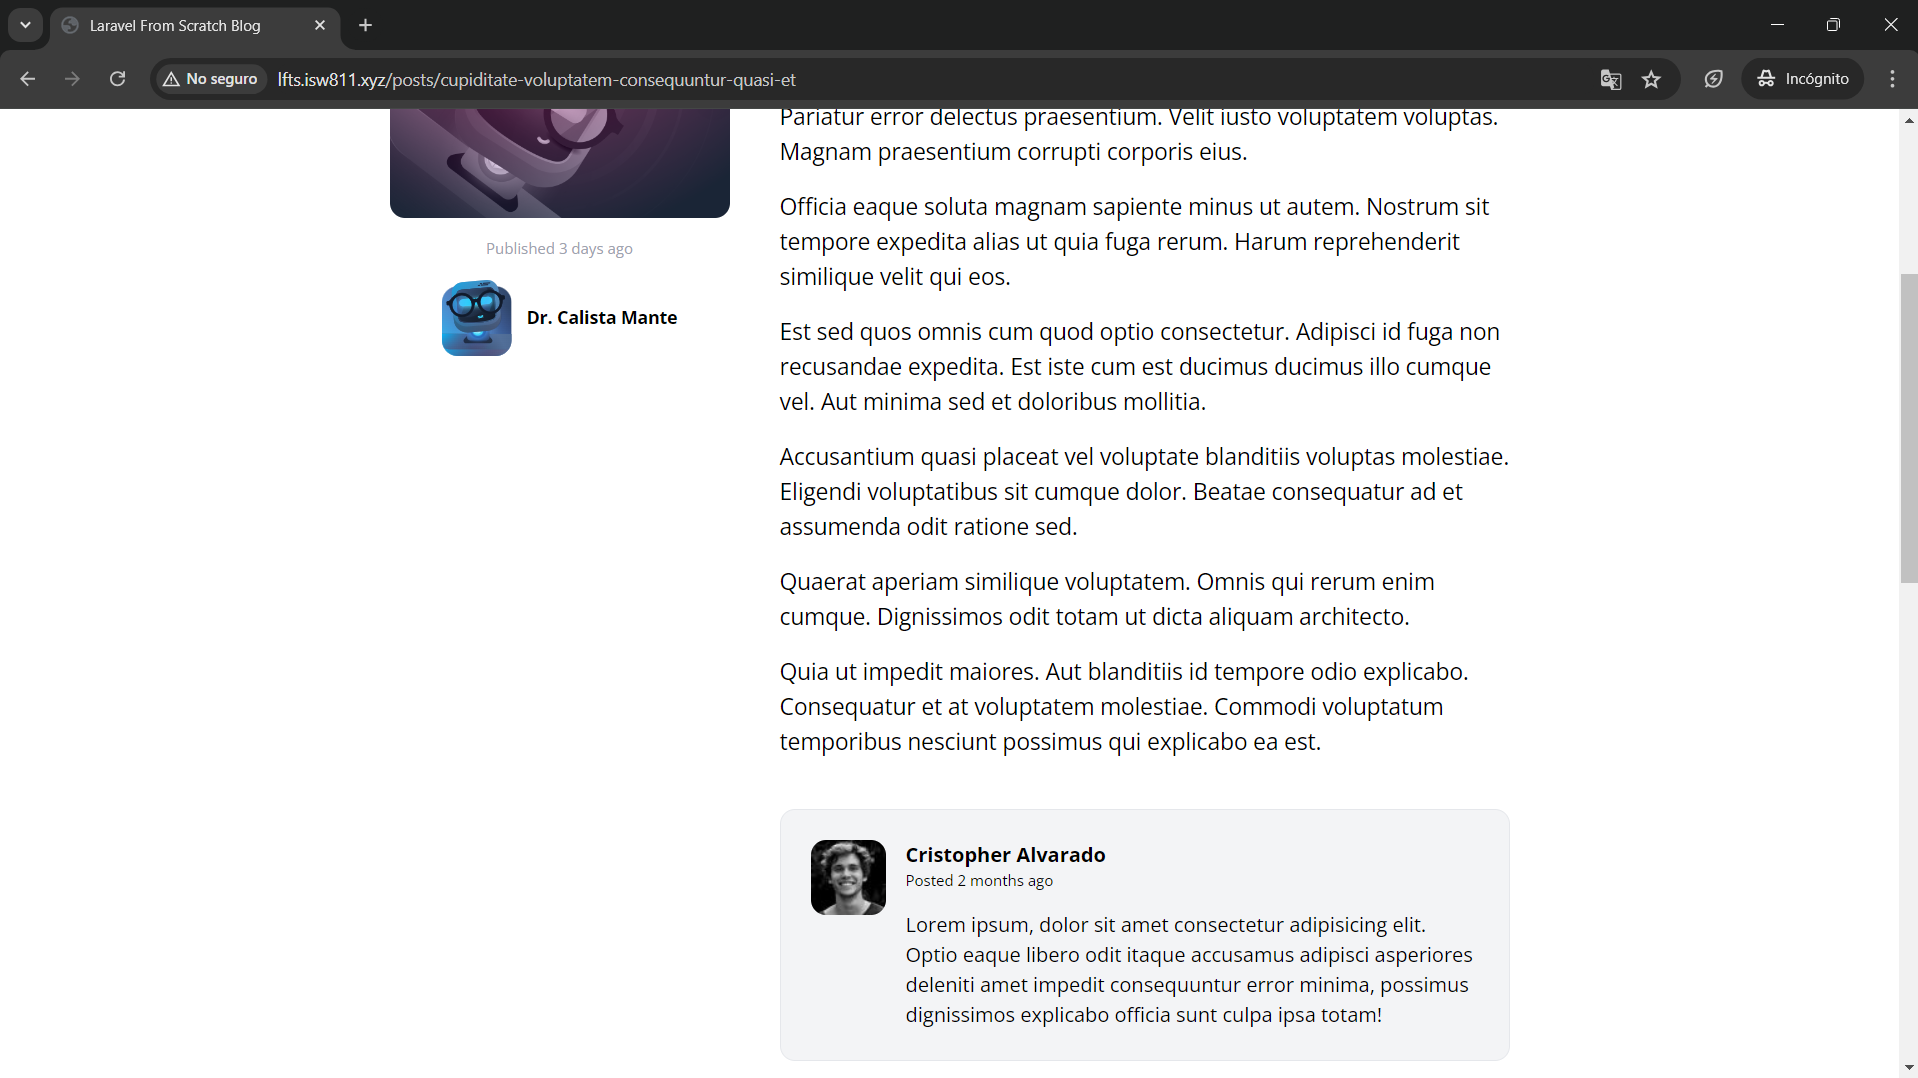 Laravel From Scratch Blog
No seguro
lfts.isw811.xyz/posts/cupiditate-voluptatem-consequuntur-quasi-et
Incógnito
Published 3 days ago
Dr. Calista Mante
Pariatur error delectus praesentium. Velit iusto voluptatem voluptas.
Magnam praesentium corrupti corporis eius.
Officia eaque soluta magnam sapiente minus ut autem. Nostrum sit
tempore expedita alias ut quia fuga rerum. Harum reprehenderit
similique velit qui eos.
Est sed quos omnis cum quod optio consectetur. Adipisci id fuga non
recusandae expedita. Est iste cum est ducimus ducimus illo cumque
vel. Aut minima sed et doloribus mollitia.
Accusantium quasi placeat vel voluptate blanditiis voluptas molestiae.
Eligendi voluptatibus sit cumque dolor. Beatae consequatur ad et
assumenda odit ratione sed.
Quaerat aperiam similique voluptatem. Omnis qui rerum enim
cumque. Dignissimos odit totam ut dicta aliquam architecto.
Quia ut impedit maiores. Aut blanditiis id tempore odio explicabo.
Consequatur et at voluptatem molestiae. Commodi voluptatum
temporibus nesciunt possimus qui explicabo ea est.
Cristopher Alvarado
Posted 2 months ago
Lorem ipsum, dolor sit amet consectetur adipisicing elit.
Optio eaque libero odit itaque accusamus adipisci asperiores
deleniti amet impedit consequuntur error minima, possimus
dignissimos explicabo officia sunt culpa ipsa totam!